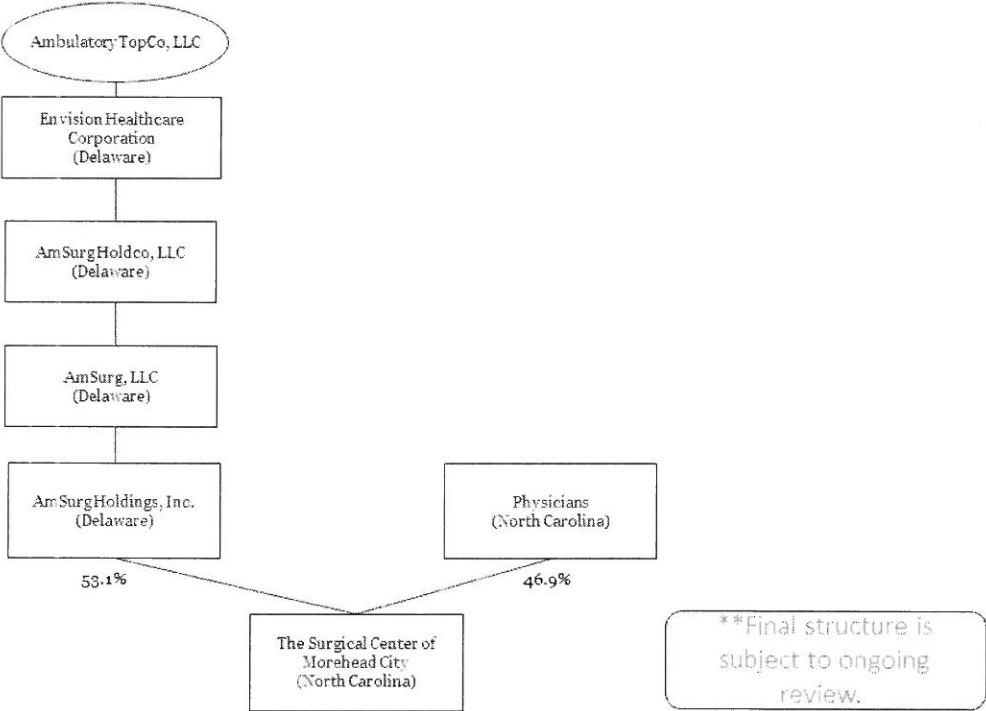 Ambulatory TopCo, LLC
Envision Healthcare
Corporation
(Delaware)
AmSurg Holdco, LLC
(Delaware)
AmSurg, LLC
(Delaware)
AmSurg Holdings, Inc.
(Delaware)
Physicians
(North Carolina)
53.1%
46.9%
The Surgical Center of
Morehead City
(North Carolina)
**Final structure is
subject to ongoing
review.